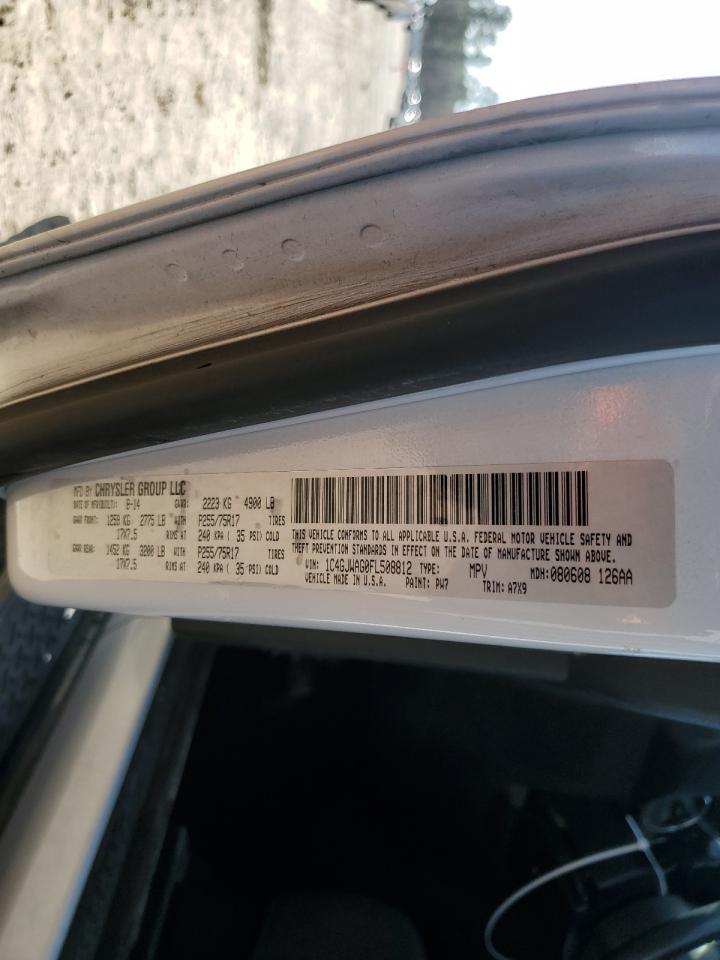 MFD BY CHRYSLER GROUP LLC
DATE OF MFR(BUILT): 8-14 GVWR: 2223 KG 4900 LB
GAWR FRONT: 1259 KG 2775 LB WITH P255/75R17 TIRES
17X7.5 RIMS AT 240 KPA ( 35 PSI) COLD
GAWR REAR: 1452 KG 3200 LB WITH P255/75R17 TIRES
17X7.5 RIMS AT 240 KPA ( 35 PSI) COLD
THIS VEHICLE CONFORMS TO ALL APPLICABLE U.S.A. FEDERAL MOTOR VEHICLE SAFETY AND
THEFT PREVENTION STANDARDS IN EFFECT ON THE DATE OF MANUFACTURE SHOWN ABOVE.
VIN: 1C4GJWAG0FL508812 TYPE: MPV MDH: 080608 126AA
VEHICLE MADE IN U.S.A. PAINT: PW7 TRIM: A7X9